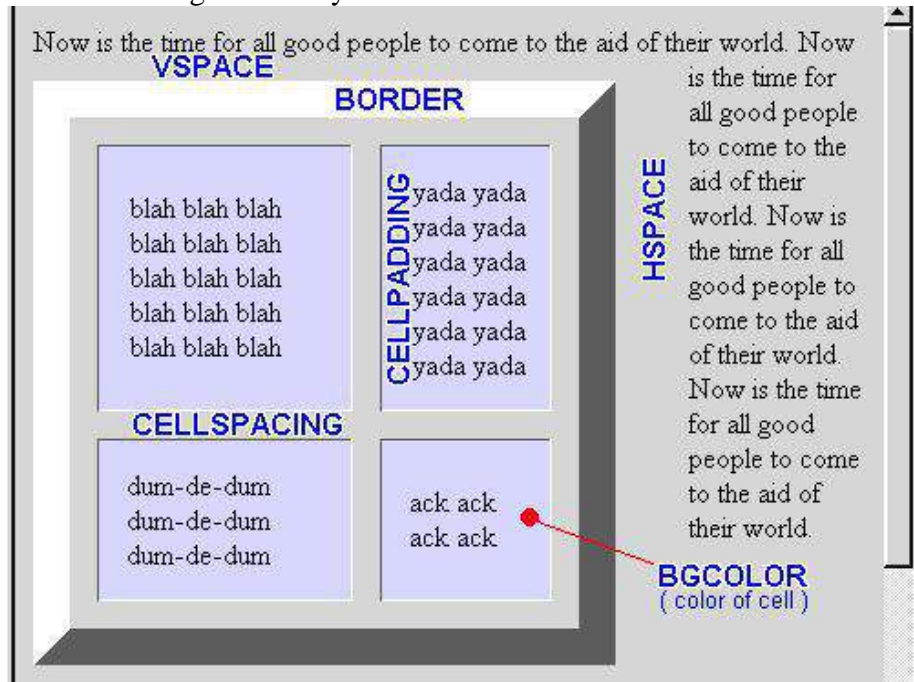 Now is the time for all good people to come to the aid of their world. Now
is the time for
all good people
to come to the
aid of their
world. Now is
the time for all
good people to
come to the aid
of their world.
Now is the time
for all good
people to come
to the aid of
their world.
VSPACE
BORDER
HSPACE
blah blah blah
blah blah blah
blah blah blah
blah blah blah
blah blah blah
CELLPADDING
yada yada
yada yada
yada yada
yada yada
yada yada
yada yada
CELLSPACING
dum-de-dum
dum-de-dum
dum-de-dum
ack ack
ack ack
BGCOLOR
( color of cell )